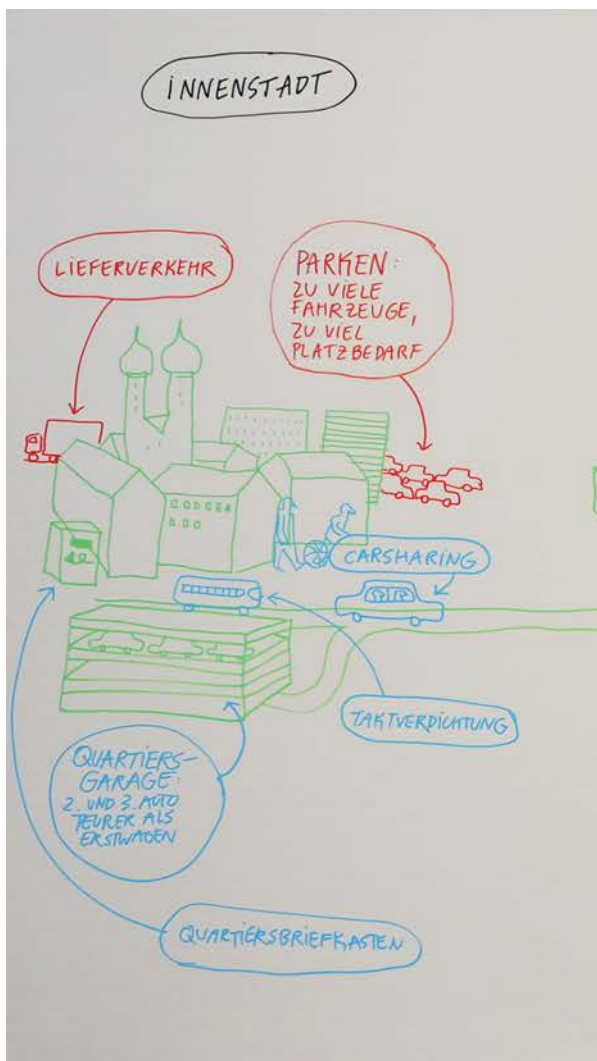 INNENSTADT
LIEFERVERKEHR
PARKEN:
ZU VIELE
FAHRZEUGE,
ZU VIEL
PLATZBEDARF
CARSHARING
TAKTVERDICHTUNG
QUARTIERS-
GARAGE:
2. UND 3. AUTO
TEURER ALS
ERSTWAGEN
QUARTIERSBRIEFKASTEN